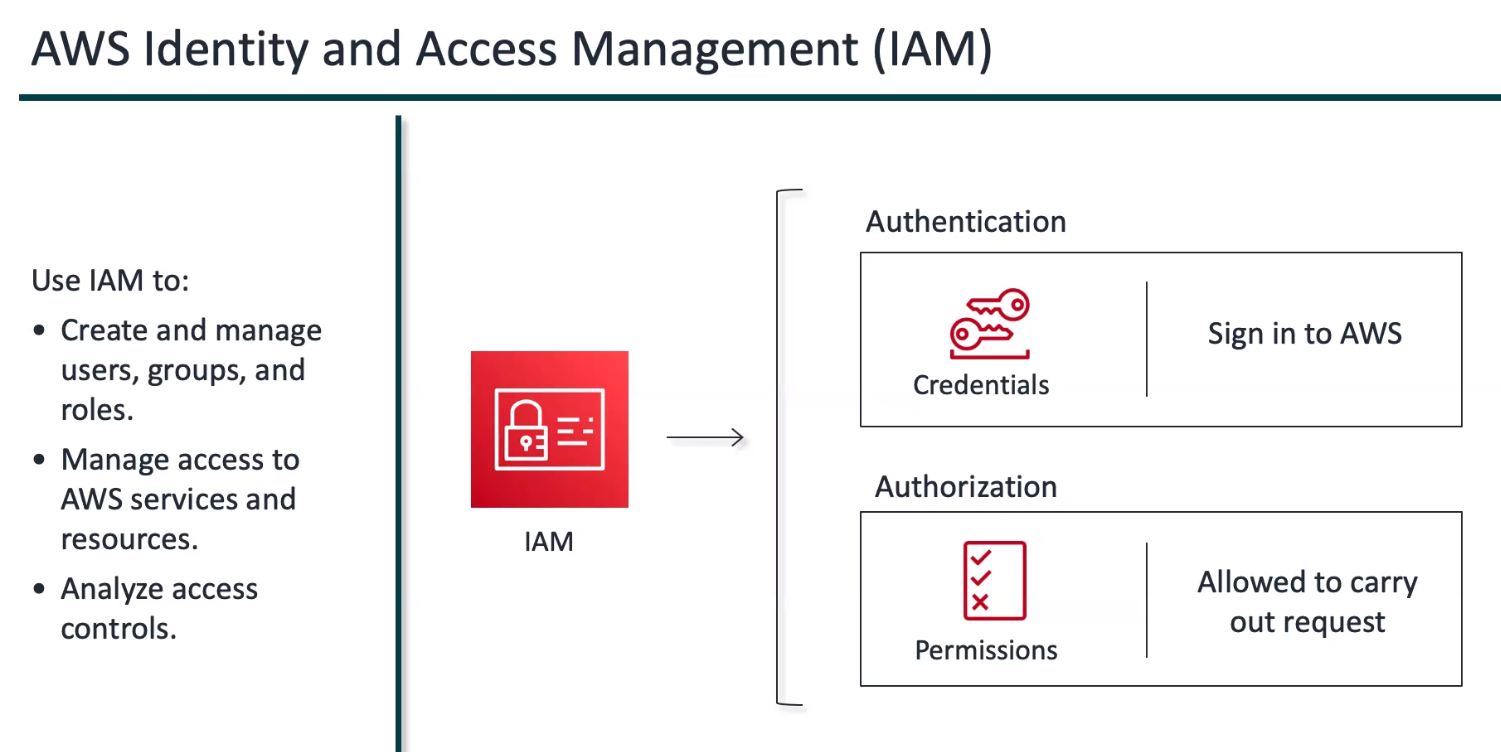 AWS Identity and Access Management (IAM)
Use IAM to:
• Create and manage
users, groups, and
roles.
• Manage access to
AWS services and
resources.
• Analyze access
controls.
IAM
Authentication
Credentials
Sign in to AWS
Authorization
Permissions
Allowed to carry
out request